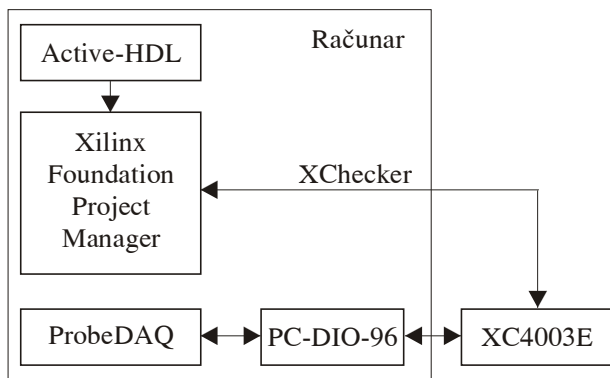 Active-HDL
Računar
Xilinx
Foundation
Project
Manager
XChecker
ProbeDAQ
PC-DIO-96
XC4003E